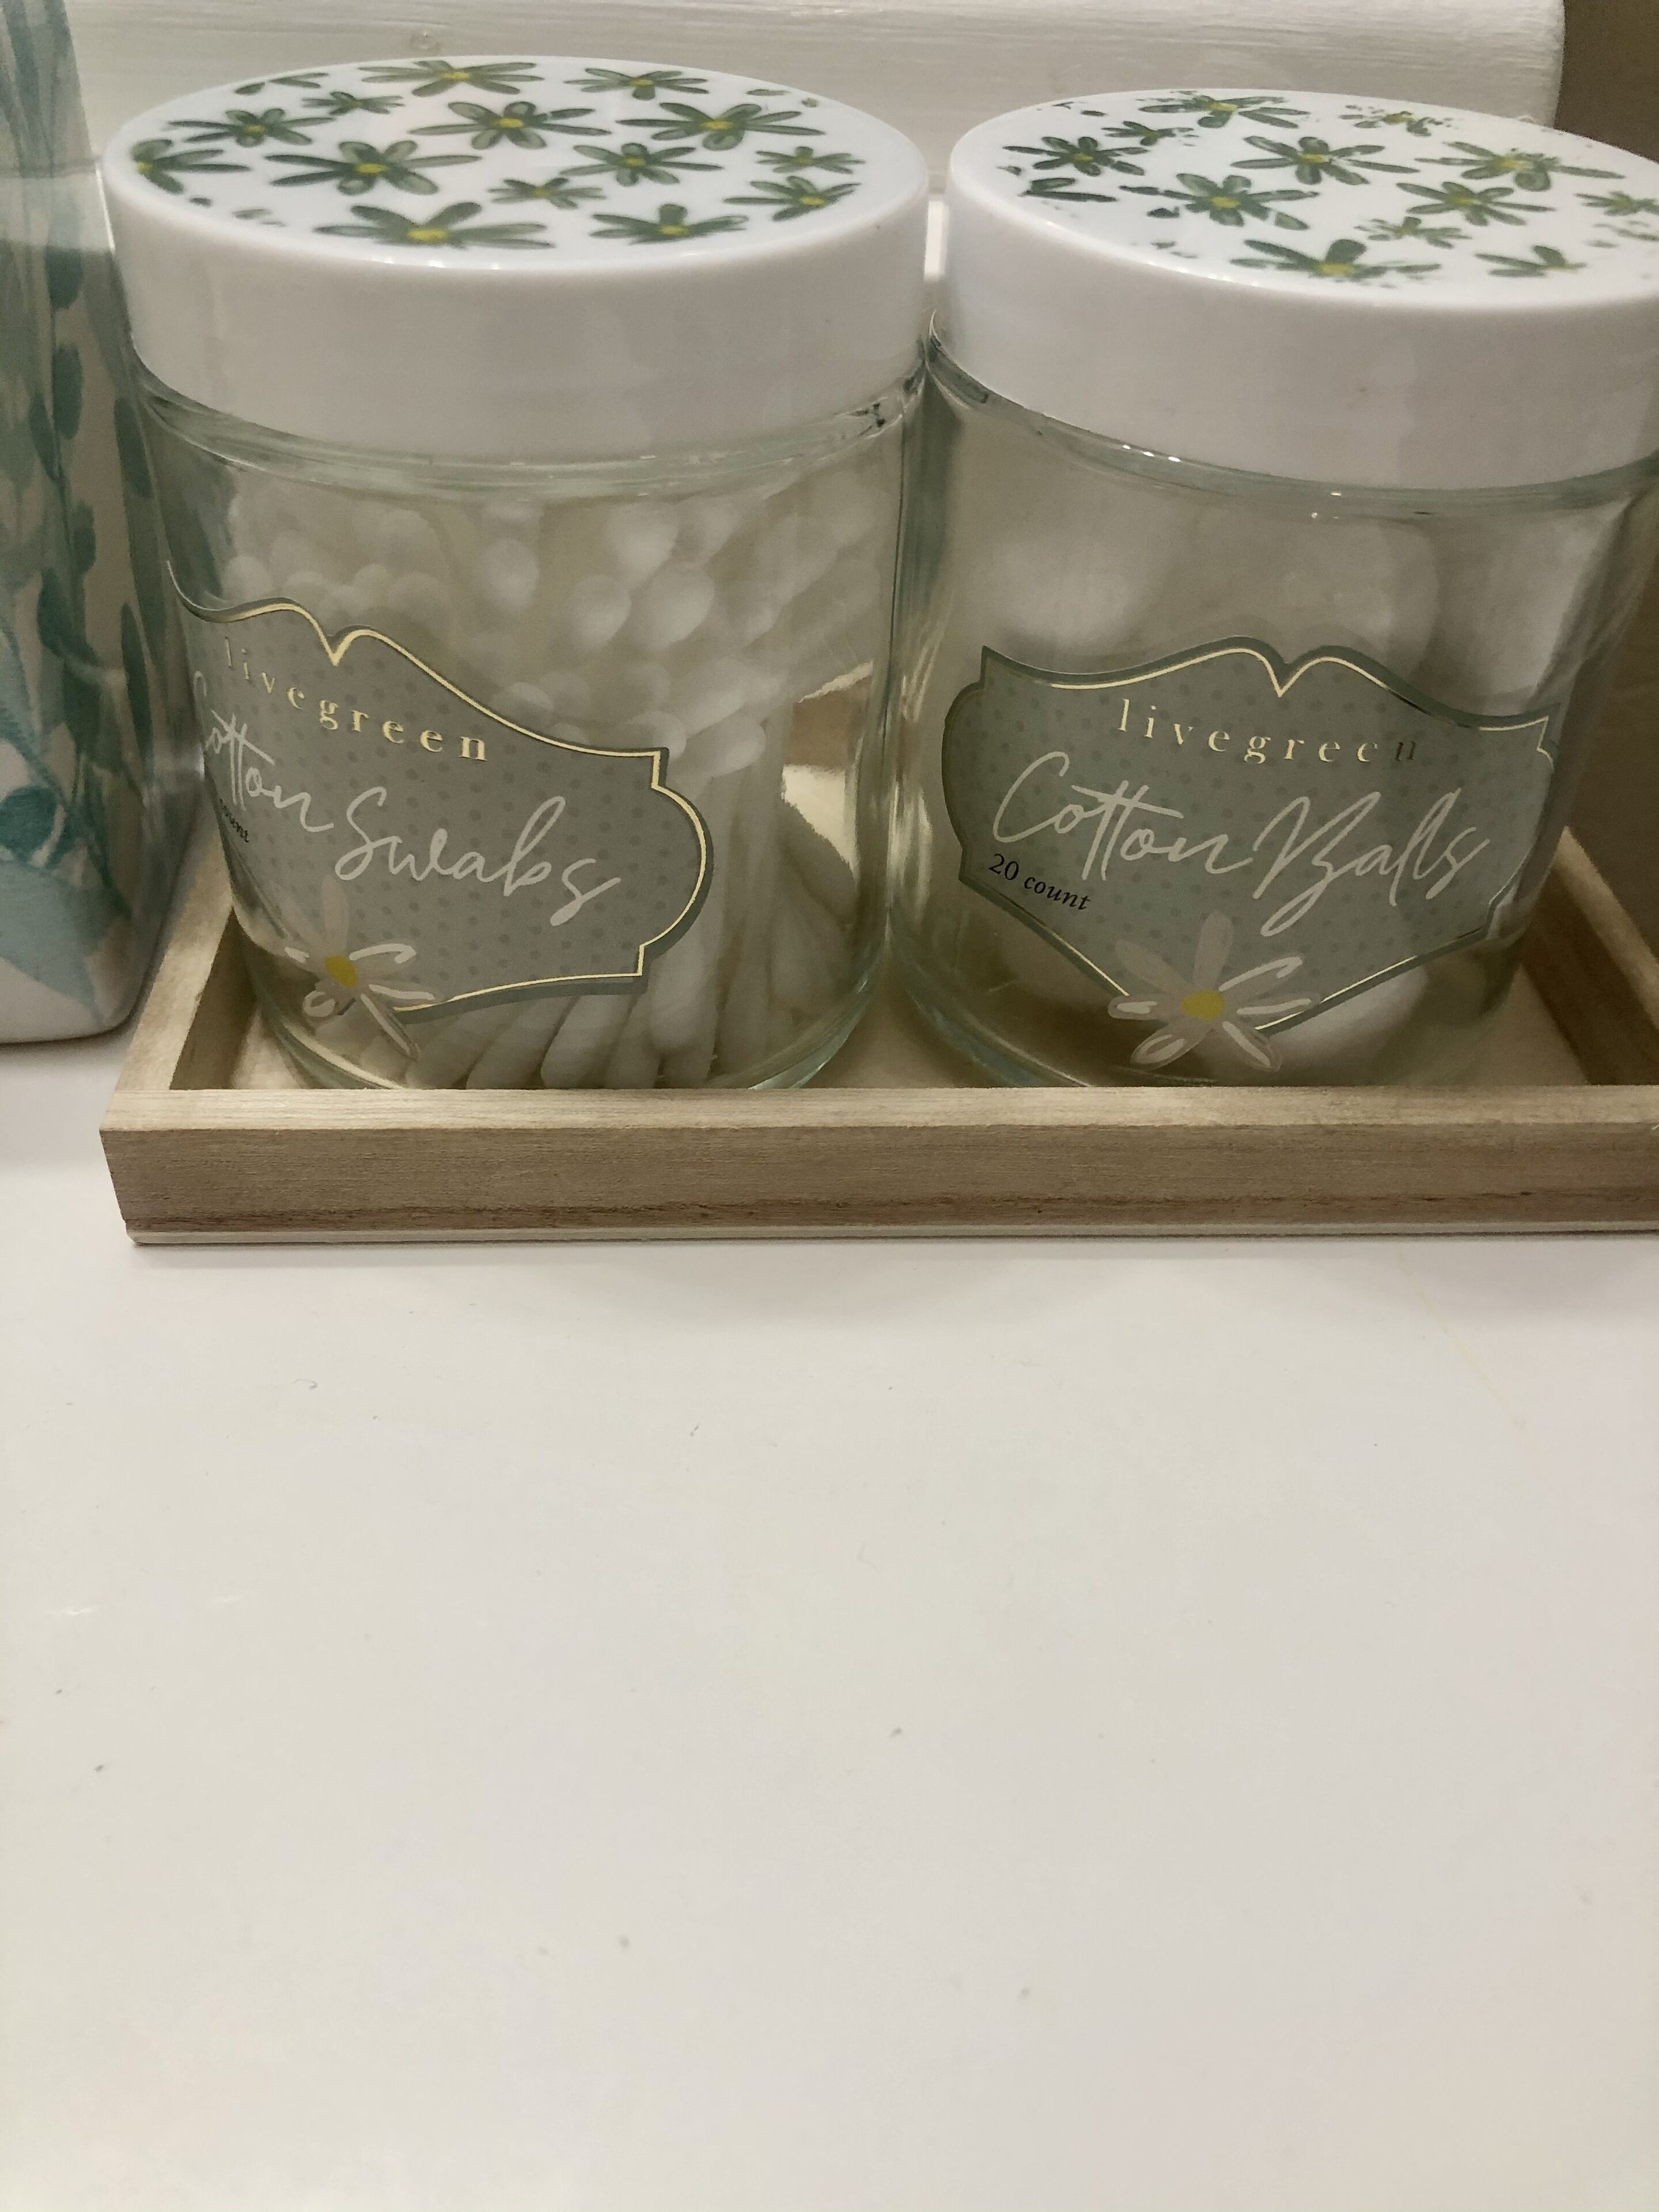 livegreen
Cotton Swabs
livegreen
Cotton Balls
20 count